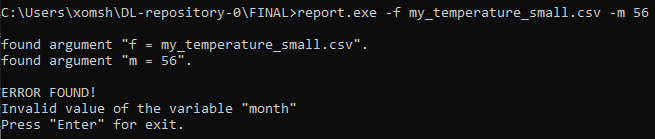 C:\Users\xomsh\DL-repository-0\FINAL>report.exe -f my_temperature_small.csv -m 56
found argument "f = my_temperature_small.csv".
found argument "m = 56".
ERROR FOUND!
Invalid value of the variable "month"
Press "Enter" for exit.